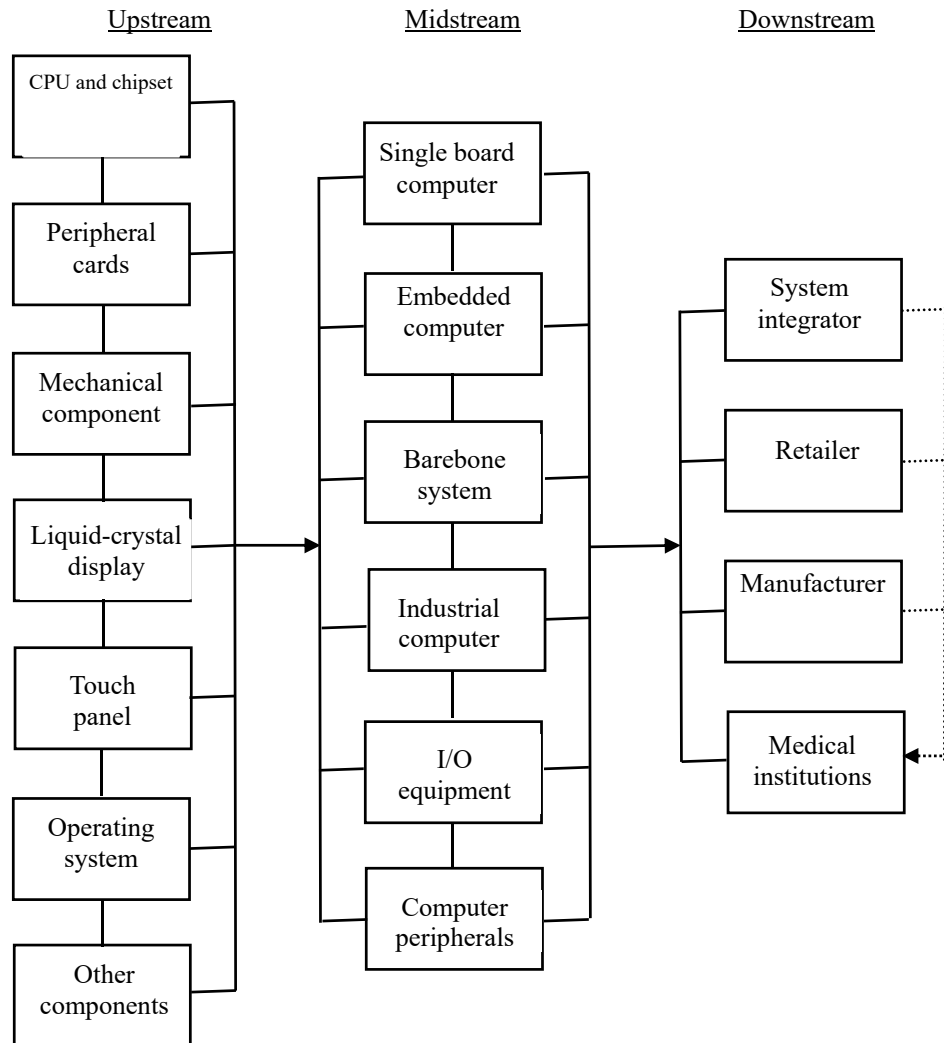 Upstream
Midstream
Downstream
CPU and chipset
Peripheral
cards
Mechanical
component
Liquid-crystal
display
Touch
panel
Operating
system
Other
components
Single board
computer
Embedded
computer
Barebone
system
Industrial
computer
I/O
equipment
Computer
peripherals
System
integrator
Retailer
Manufacturer
Medical
institutions